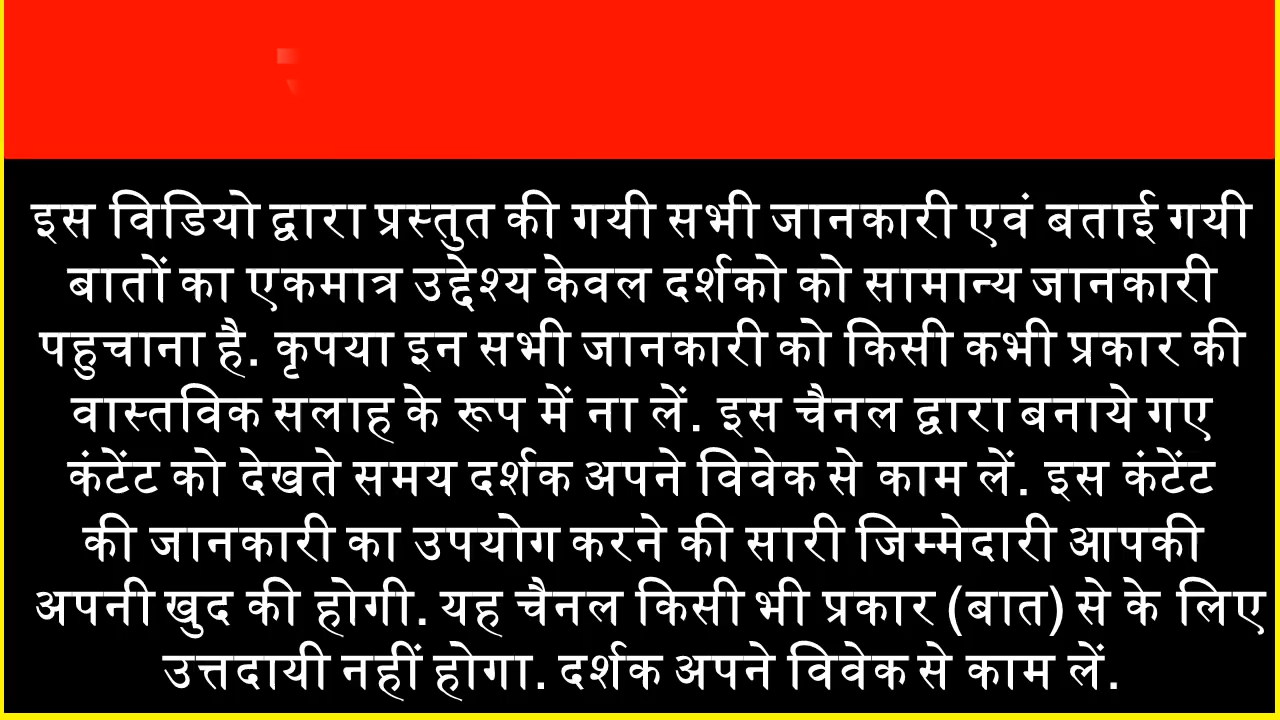 इस विडियो द्वारा प्रस्तुत की गयी सभी जानकारी एवं बताई गयी
बातों का एकमात्र उद्देश्य केवल दर्शको को सामान्य जानकारी
पहुचाना है. कृपया इन सभी जानकारी को किसी कभी प्रकार की
वास्तविक सलाह के रूप में ना लें. इस चैनल द्वारा बनाये गए
कंटेंट को देखते समय दर्शक अपने विवेक से काम लें. इस कंटेंट
की जानकारी का उपयोग करने की सारी जिम्मेदारी आपकी
अपनी खुद की होगी. यह चैनल किसी भी प्रकार (बात) से के लिए
उत्तदायी नहीं होगा. दर्शक अपने विवेक से काम लें.